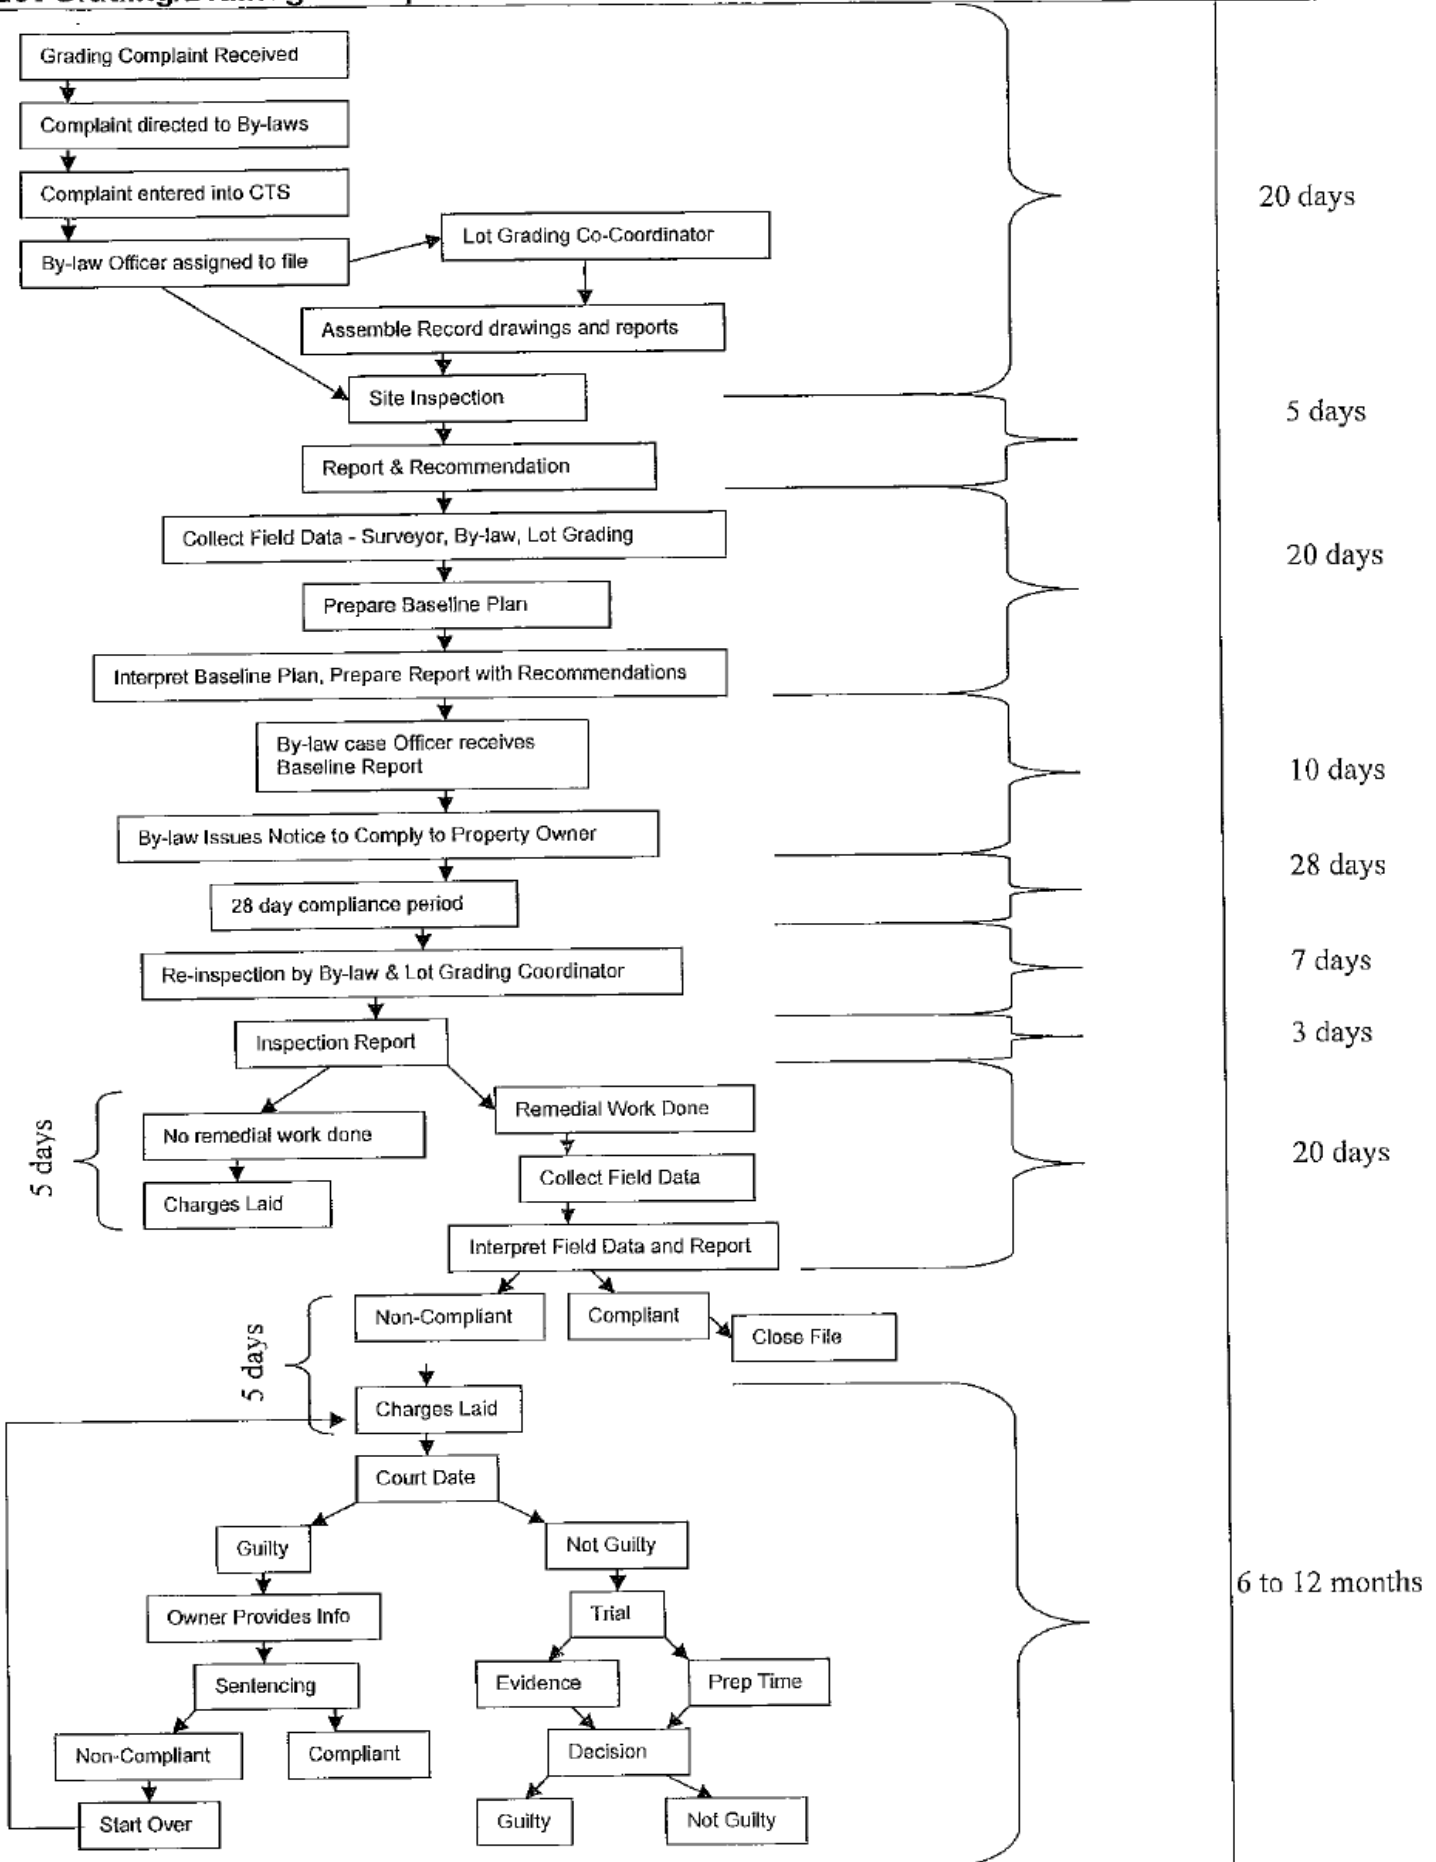 Grading Complaint Received
Complaint directed to By-laws
Complaint entered into CTS
20 days
Lot Grading Co-Coordinator
By-law Officer assigned to file
Assemble Record drawings and reports
Site Inspection
5 days
Report & Recommendation
Collect Field Data - Surveyor, By-law, Lot Grading
20 days
Prepare Baseline Plan
Interpret Baseline Plan, Prepare Report with Recommendations
By-law case Officer receives
Baseline Report
10 days
By-law Issues Notice to Comply to Property Owner
28 days
28 day compliance period
Re-inspection by By-law & Lot Grading Coordinator
7 days
Inspection Report
3 days
Remedial Work Done
No remedial work done
5 days
20 days
Collect Field Data
Charges Laid
Interpret Field Data and Report
Non-Compliant
Compliant
Close File
5 days
Charges Laid
Court Date
Guilty
Not Guilty
6 to 12 months
Owner Provides Info
Trial
Sentencing
Evidence
Prep Time
Non-Compliant
Compliant
Decision
Start Over
Guilty
Not Guilty